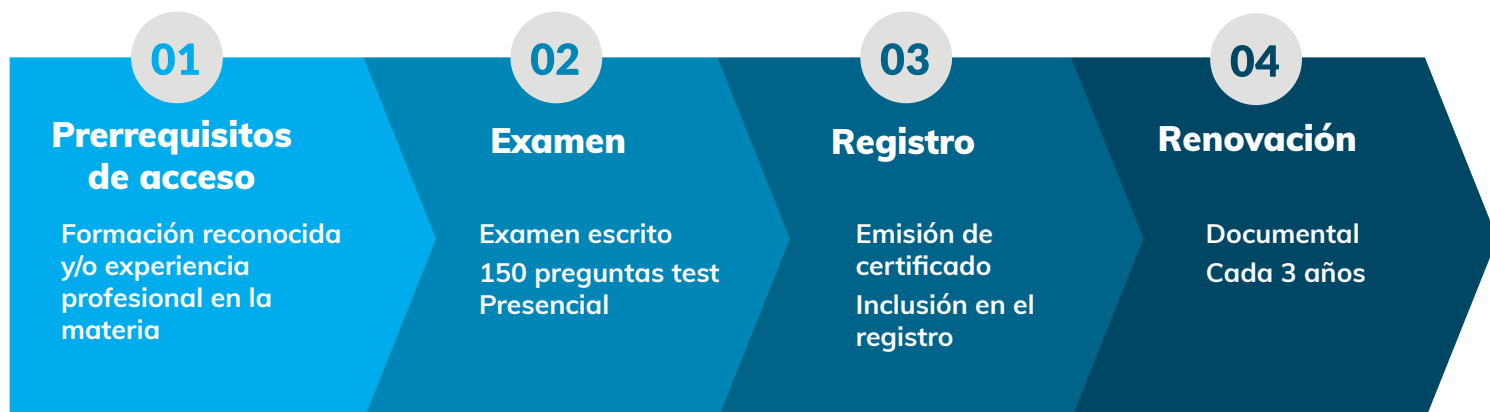 01
Prerrequisitos
de acceso
Formación reconocida
y/o experiencia
profesional en la
materia
02
Examen
Examen escrito
150 preguntas test
Presencial
03
Registro
Emisión de
certificado
Inclusión en el
registro
04
Renovación
Documental
Cada 3 años